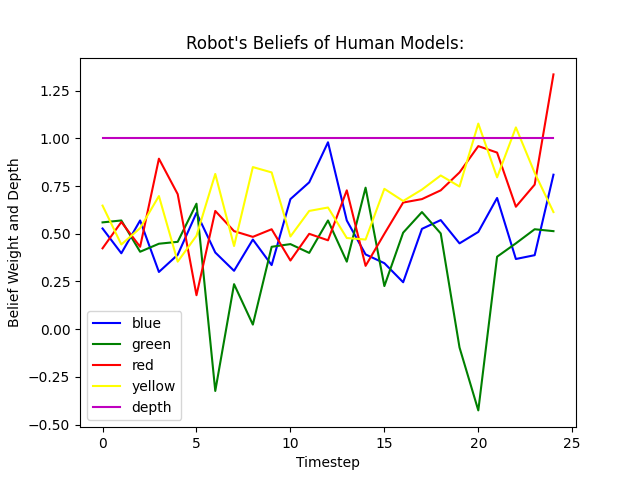 Robot's Beliefs of Human Models:
Belief Weight and Depth
1.25
1.00
0.75
0.50
0.25
0.00
−0.25
−0.50
blue
green
red
yellow
depth
0 5 10 15 20 25
Timestep